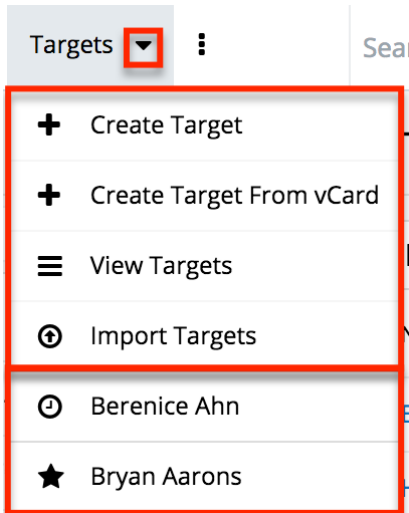 Targets
Sear
Create Target
Create Target From vCard
View Targets
Import Targets
Berenice Ahn
Bryan Aarons